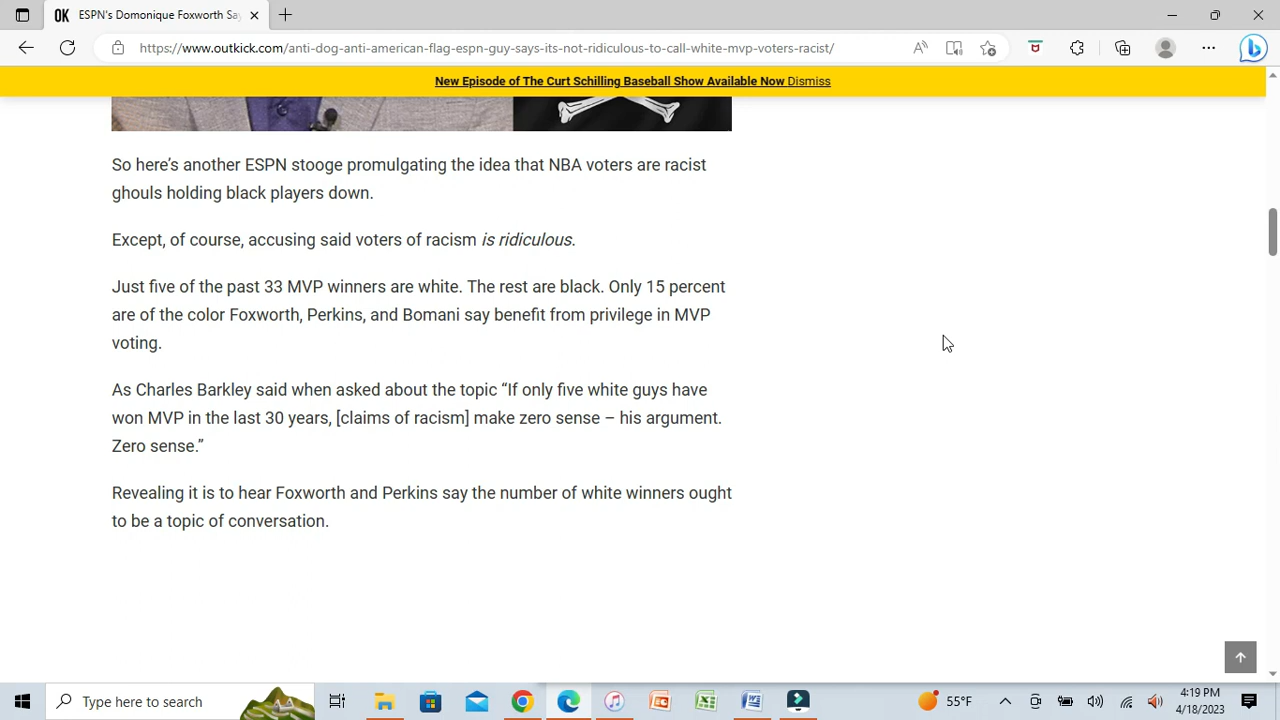 OK ESPN's Domonique Foxworth Say
https://www.outkick.com/anti-dog-anti-american-flag-espn-guy-says-its-not-ridiculous-to-call-white-mvp-voters-racist/
New Episode of The Curt Schilling Baseball Show Available Now Dismiss
So here’s another ESPN stooge promulgating the idea that NBA voters are racist
ghouls holding black players down.
Except, of course, accusing said voters of racism is ridiculous.
Just five of the past 33 MVP winners are white. The rest are black. Only 15 percent
are of the color Foxworth, Perkins, and Bomani say benefit from privilege in MVP
voting.
As Charles Barkley said when asked about the topic “If only five white guys have
won MVP in the last 30 years, [claims of racism] make zero sense – his argument.
Zero sense.”
Revealing it is to hear Foxworth and Perkins say the number of white winners ought
to be a topic of conversation.
Type here to search
55°F
4:19 PM
4/18/2023